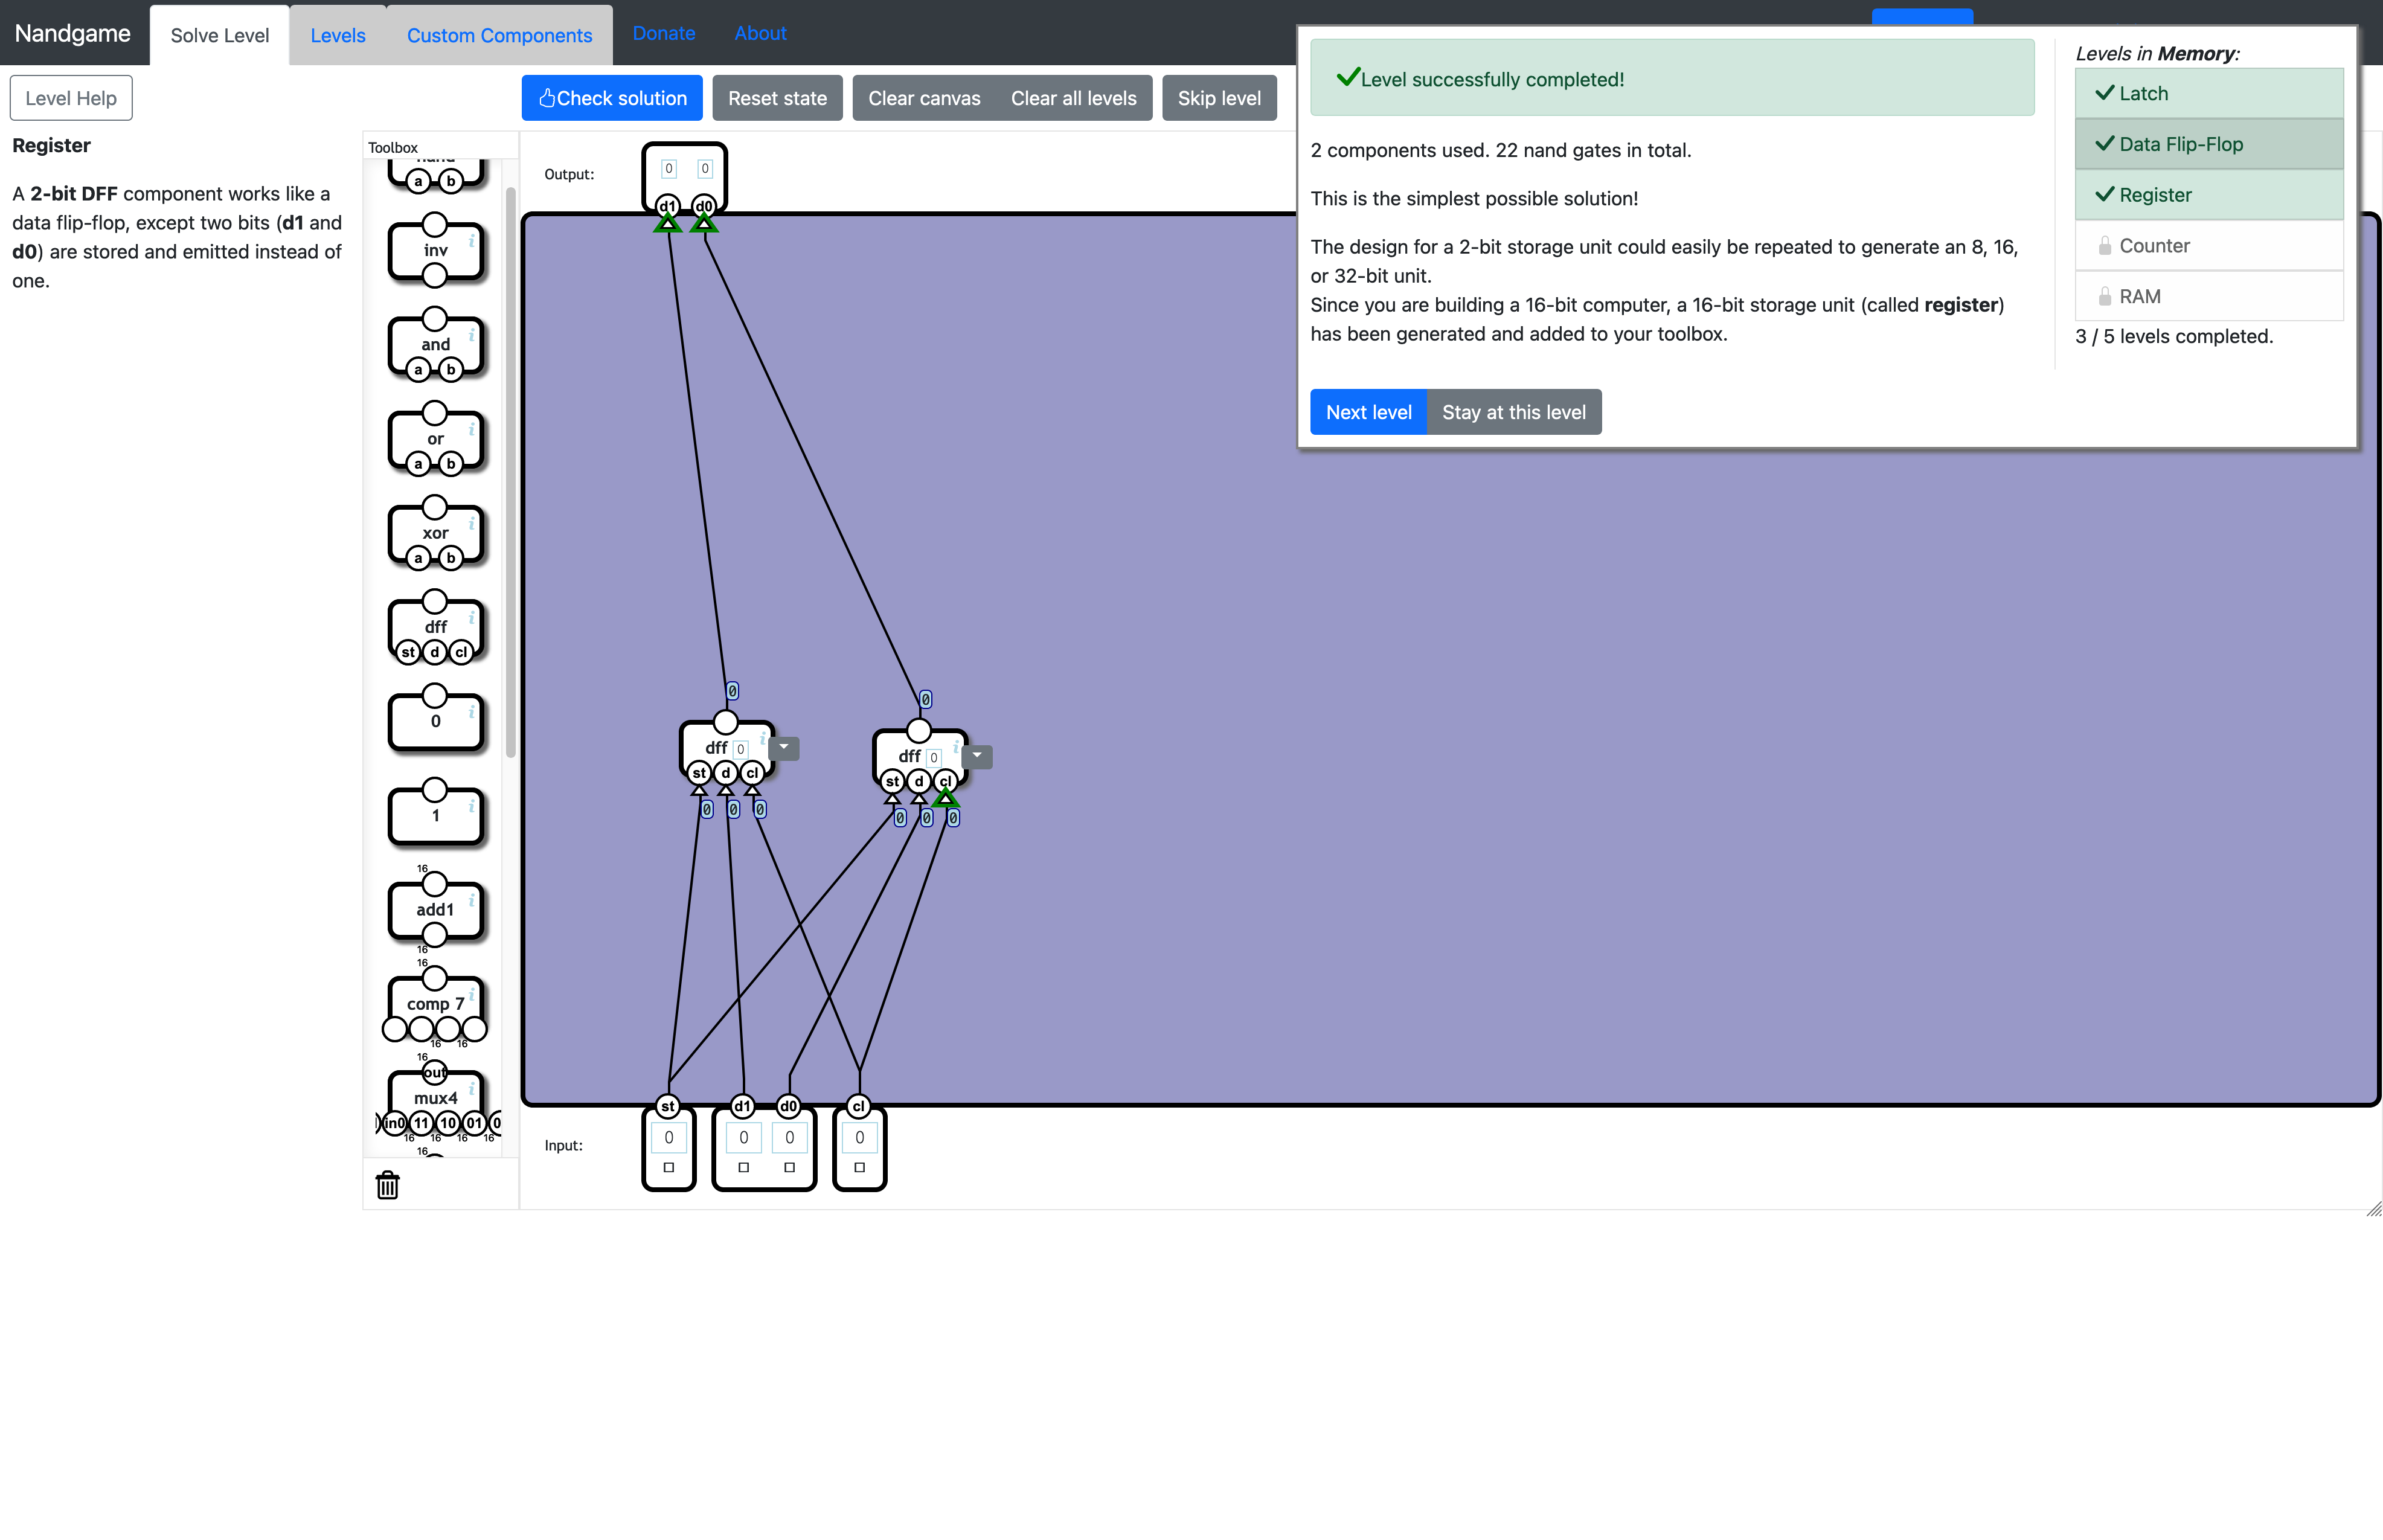 Nandgame
Solve Level
Levels
Custom Components
Donate
About
Level Help
Check solution
Reset state
Clear canvas
Clear all levels
Skip level
Register
A 2-bit DFF component works like a
data flip-flop, except two bits (d1 and
d0) are stored and emitted instead of
one.
Toolbox
nand
a b
inv
and
a b
or
a b
xor
a b
dff
st d cl
0
1
16
add1
16
16
comp 7
16 16
16
out
mux4
in0 11 10 01 0
16 16 16 16
16
Output:
0 0
d1 d0
0
dff 0
st d cl
0 0 0
0
dff 0
st d cl
0 0 0
st d1 d0 cl
Input:
0 0 0 0
Level successfully completed!
2 components used. 22 nand gates in total.
This is the simplest possible solution!
The design for a 2-bit storage unit could easily be repeated to generate an 8, 16,
or 32-bit unit.
Since you are building a 16-bit computer, a 16-bit storage unit (called register)
has been generated and added to your toolbox.
Next level
Stay at this level
Levels in Memory:
Latch
Data Flip-Flop
Register
Counter
RAM
3 / 5 levels completed.